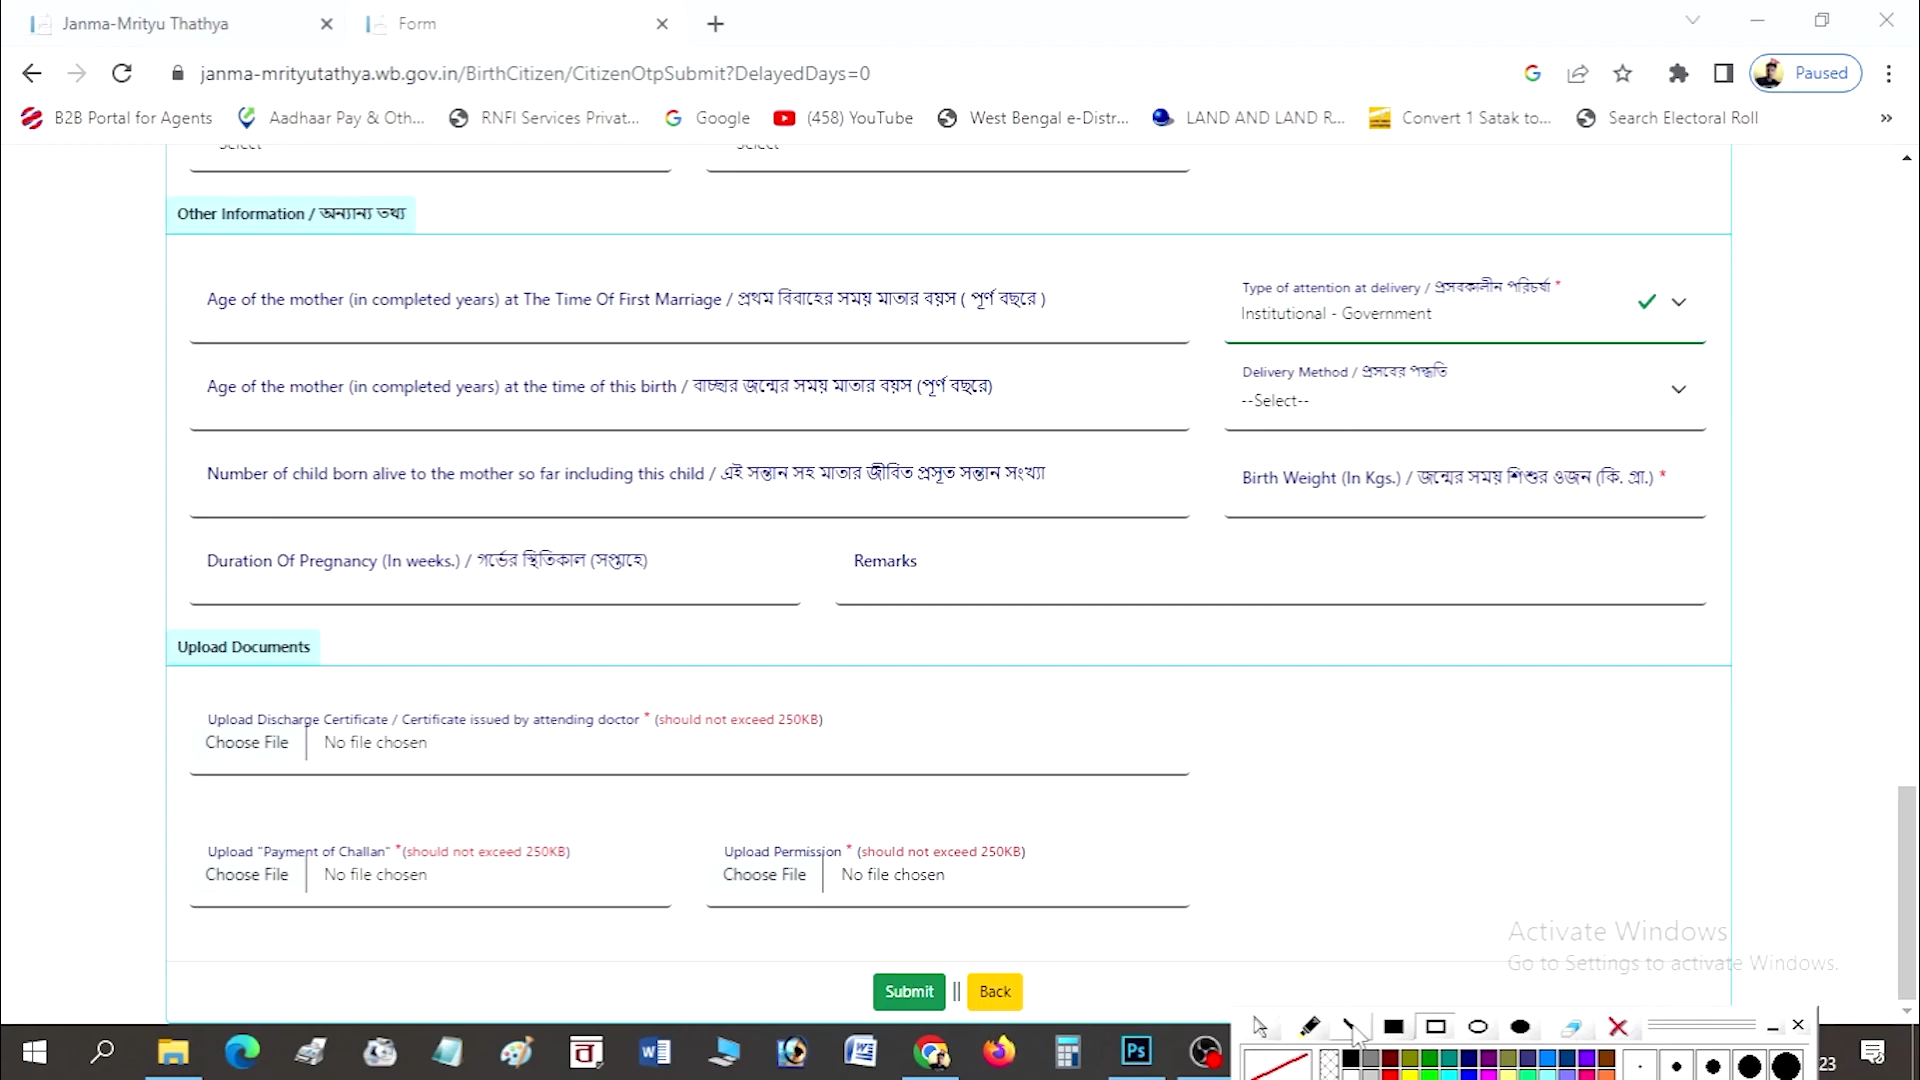 Janma-Mrityu Thathya
Form
janma-mrityutathya.wb.gov.in/BirthCitizen/CitizenOtpSubmit?DelayedDays=0
Paused
B2B Portal for Agents
Aadhaar Pay & Oth...
RNFI Services Privat...
Google
(458) YouTube
West Bengal e-Distr...
LAND AND LAND R...
Convert 1 Satak to...
Search Electoral Roll
»
Select
Select
Other Information / অন্যান্য তথ্য
Age of the mother (in completed years) at The Time Of First Marriage / প্রথম বিবাহের সময় মাতার বয়স ( পূর্ণ বছরে )
Type of attention at delivery / প্রসবকালীন পরিচর্যা *
Institutional - Government
Age of the mother (in completed years) at the time of this birth / বাচ্ছার জন্মের সময় মাতার বয়স (পূর্ণ বছরে)
Delivery Method / প্রসবের পদ্ধতি
--Select--
Number of child born alive to the mother so far including this child / এই সন্তান সহ মাতার জীবিত প্রসূত সন্তান সংখ্যা
Birth Weight (In Kgs.) / জন্মের সময় শিশুর ওজন (কি. গ্রা.) *
Duration Of Pregnancy (In weeks.) / গর্ভের স্থিতিকাল (সপ্তাহে)
Remarks
Upload Documents
Upload Discharge Certificate / Certificate issued by attending doctor * (should not exceed 250KB)
Choose File No file chosen
Upload "Payment of Challan" *(should not exceed 250KB)
Choose File No file chosen
Upload Permission * (should not exceed 250KB)
Choose File No file chosen
Activate Windows
Go to Settings to activate Windows.
Submit || Back
Ps
23